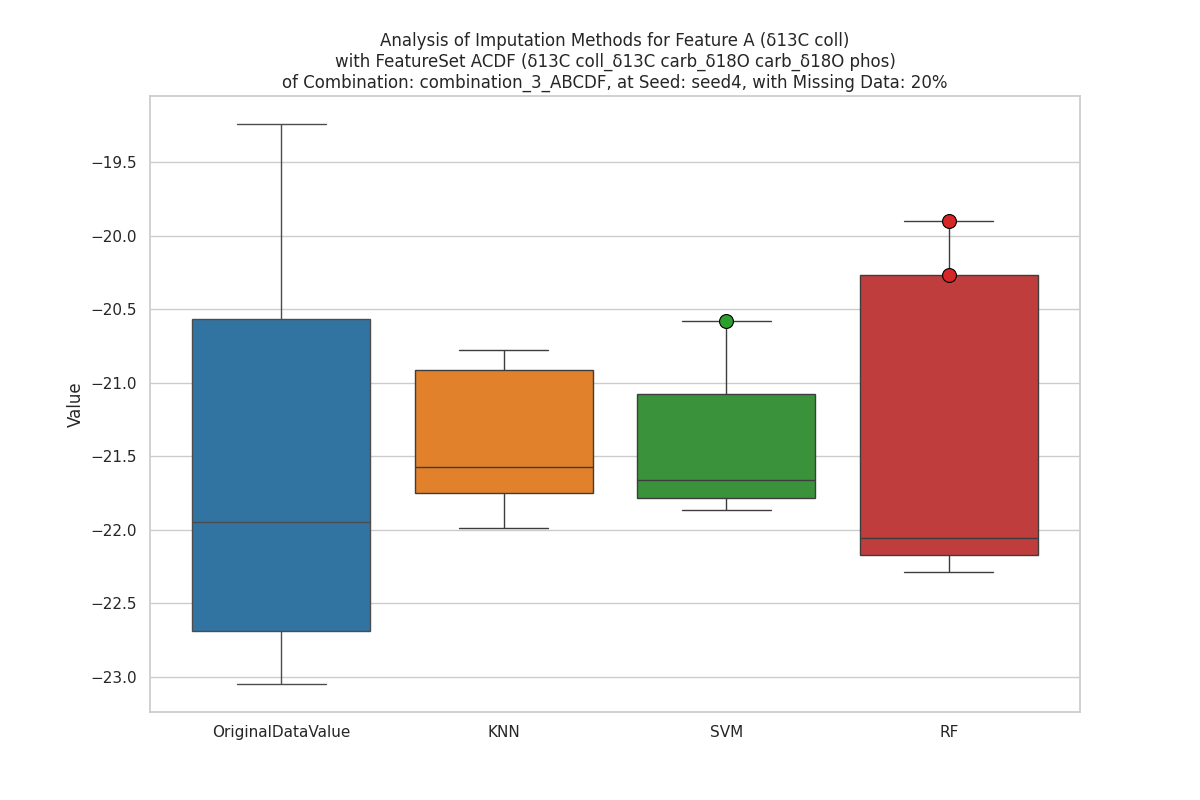 Analysis of Imputation Methods for Feature A (δ13C coll)
with FeatureSet ACDF (δ13C coll_δ13C carb_δ18O carb_δ18O phos)
of Combination: combination_3_ABCDF, at Seed: seed4, with Missing Data: 20%
Value
−19.5
−20.0
−20.5
−21.0
−21.5
−22.0
−22.5
−23.0
OriginalDataValue
KNN
SVM
RF